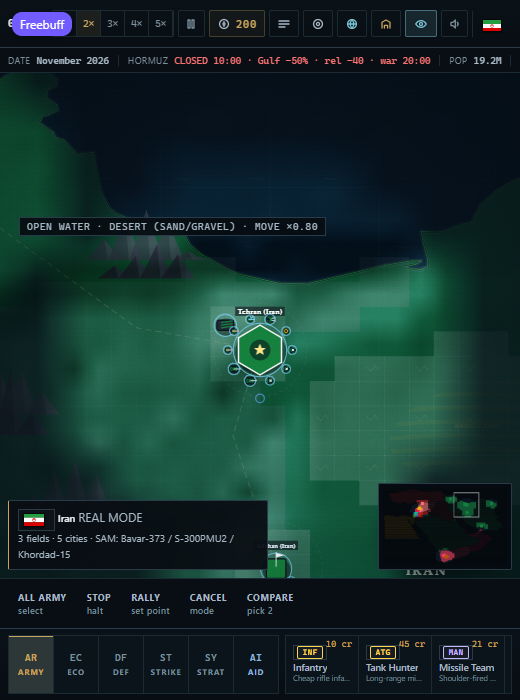 Freebuff
2× 3× 4× 5× 200
DATE November 2026 HORMUZ CLOSED 10:00 · Gulf −50% · rel −40 · war 20:00 POP 19.2M
OPEN WATER · DESERT (SAND/GRAVEL) · MOVE ×0.80
Tehran (Iran)
Iran REAL MODE
3 fields · 5 cities · SAM: Bavar-373 / S-300PMU2 /
Khordad-15
(Iran)
IRAN
ALL ARMY STOP RALLY CANCEL COMPARE
select halt set point mode pick 2
AR EC DF ST SY AI
ARMY ECO DEF STRIKE STRAT AID
10 cr 45 cr 21 cr
INF ATG MAN
Infantry Tank Hunter Missile Team
Cheap rifle infa... Long-range mi... Shoulder-fired ...